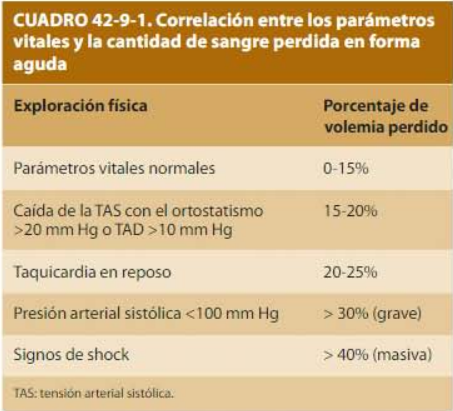 CUADRO 42-9-1. Correlación entre los parámetros
vitales y la cantidad de sangre perdida en forma
aguda
Exploración física Porcentaje de
volemia perdido
Parámetros vitales normales 0-15%
Caída de la TAS con el ortostatismo 15-20%
>20 mm Hg o TAD >10 mm Hg
Taquicardia en reposo 20-25%
Presión arterial sistólica <100 mm Hg > 30% (grave)
Signos de shock > 40% (masiva)
TAS: tensión arterial sistólica.